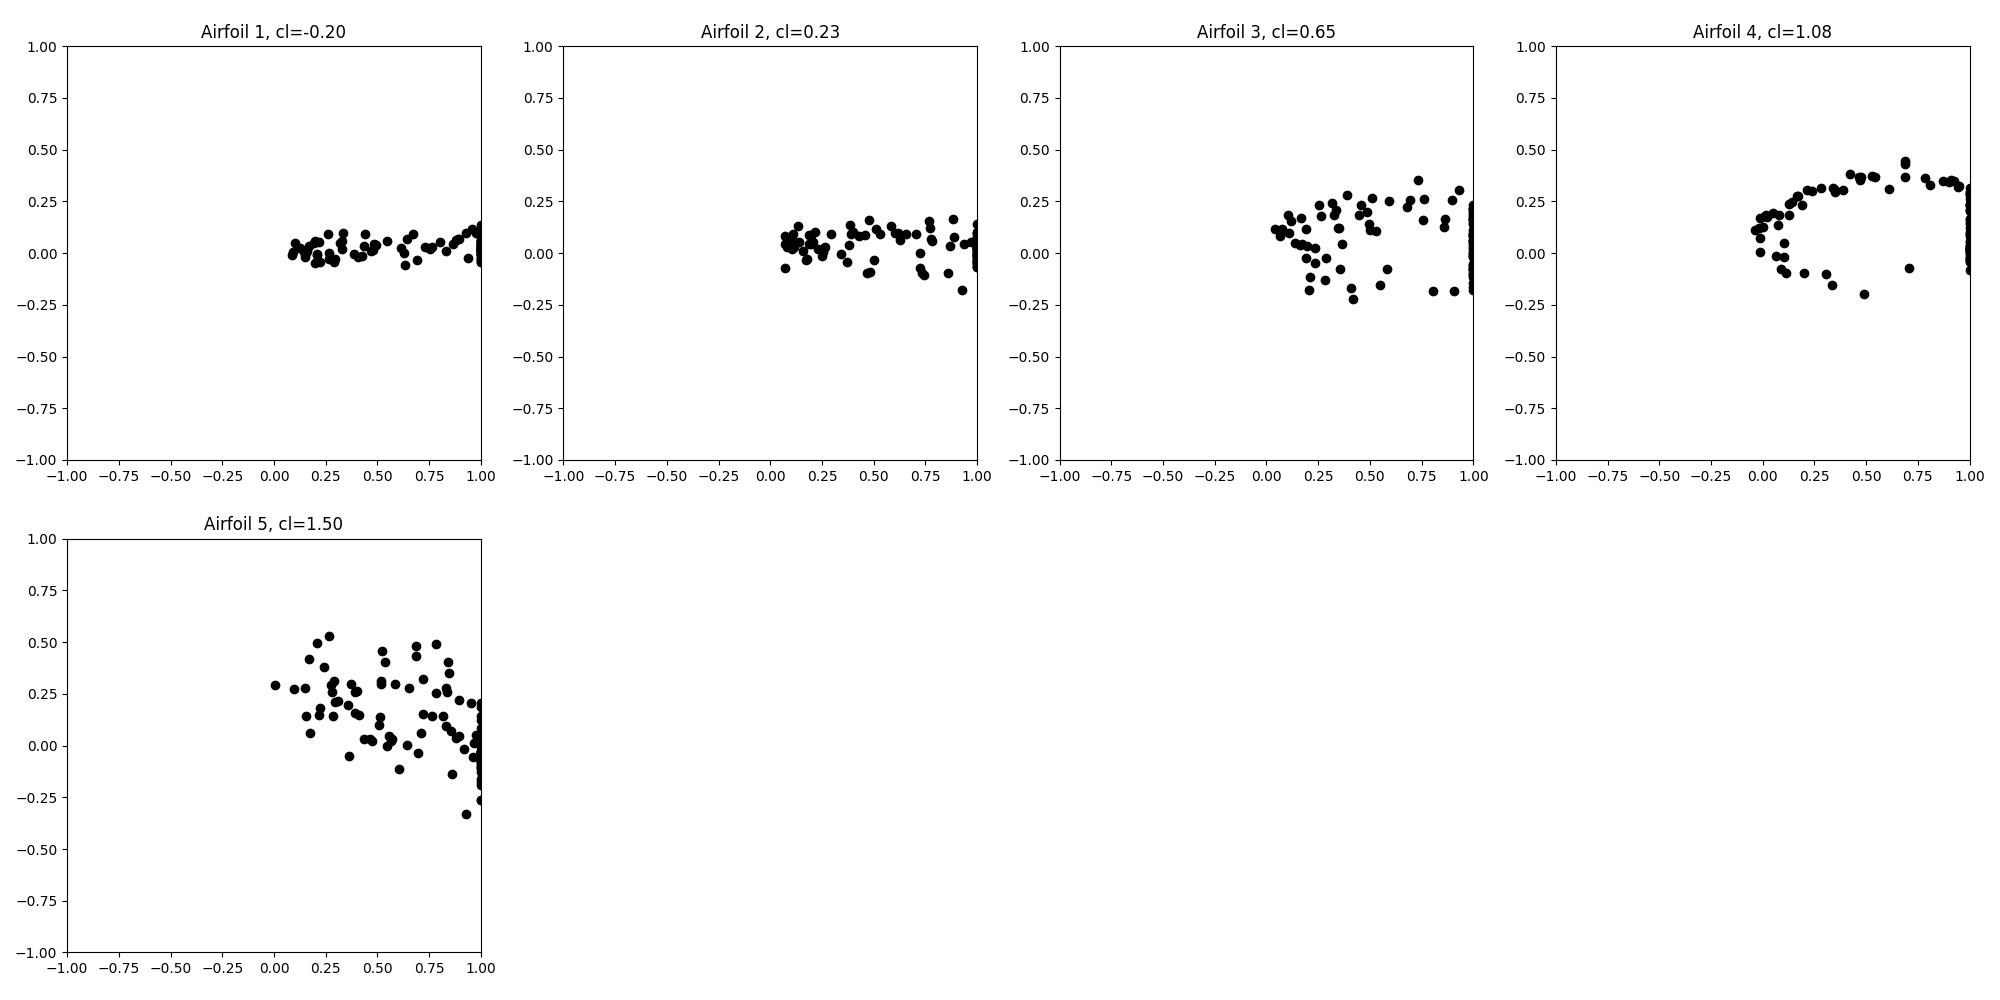 Airfoil 1, cl=-0.20
Airfoil 2, cl=0.23
Airfoil 3, cl=0.65
Airfoil 4, cl=1.08
1.00 1.00 1.00 1.00
0.75 0.75 0.75 0.75
0.50 0.50 0.50 0.50
0.25 0.25 0.25 0.25
0.00 0.00 0.00 0.00
−0.25 −0.25 −0.25 −0.25
−0.50 −0.50 −0.50 −0.50
−0.75 −0.75 −0.75 −0.75
−1.00 −1.00 −1.00 −1.00
−1.00 −0.75 −0.50 −0.25 0.00 0.25 0.50 0.75 1.00
−1.00 −0.75 −0.50 −0.25 0.00 0.25 0.50 0.75 1.00
−1.00 −0.75 −0.50 −0.25 0.00 0.25 0.50 0.75 1.00
−1.00 −0.75 −0.50 −0.25 0.00 0.25 0.50 0.75 1.00
Airfoil 5, cl=1.50
1.00
0.75
0.50
0.25
0.00
−0.25
−0.50
−0.75
−1.00
−1.00 −0.75 −0.50 −0.25 0.00 0.25 0.50 0.75 1.00